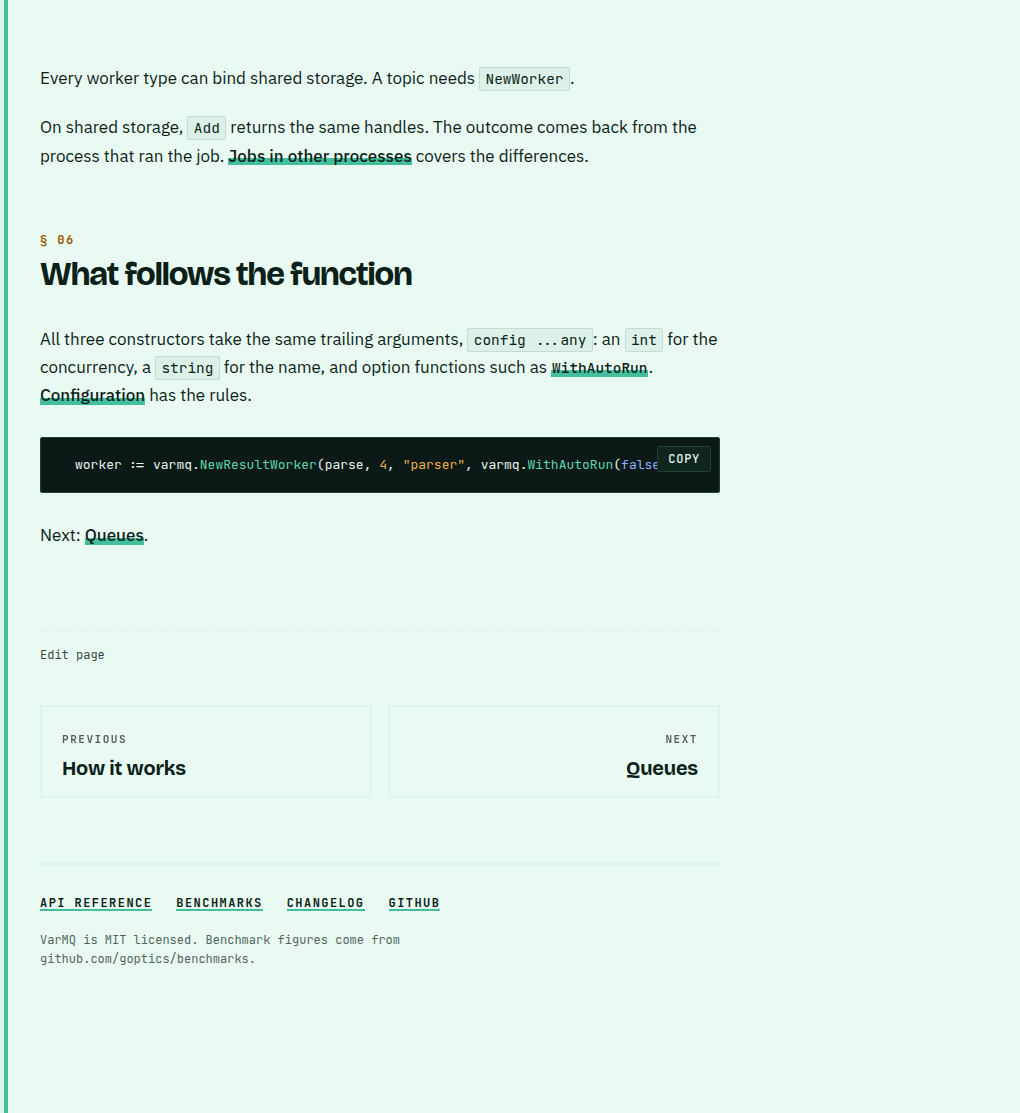 Every worker type can bind shared storage. A topic needs NewWorker.
On shared storage, Add returns the same handles. The outcome comes back from the
process that ran the job. Jobs in other processes covers the differences.
§ 06
What follows the function
All three constructors take the same trailing arguments, config ...any: an int for the
concurrency, a string for the name, and option functions such as WithAutoRun.
Configuration has the rules.
worker := varmq.NewResultWorker(parse, 4, "parser", varmq.WithAutoRun(false
COPY
Next: Queues.
Edit page
PREVIOUS
How it works
NEXT
Queues
API REFERENCE BENCHMARKS CHANGELOG GITHUB
VarMQ is MIT licensed. Benchmark figures come from
github.com/goptics/benchmarks.